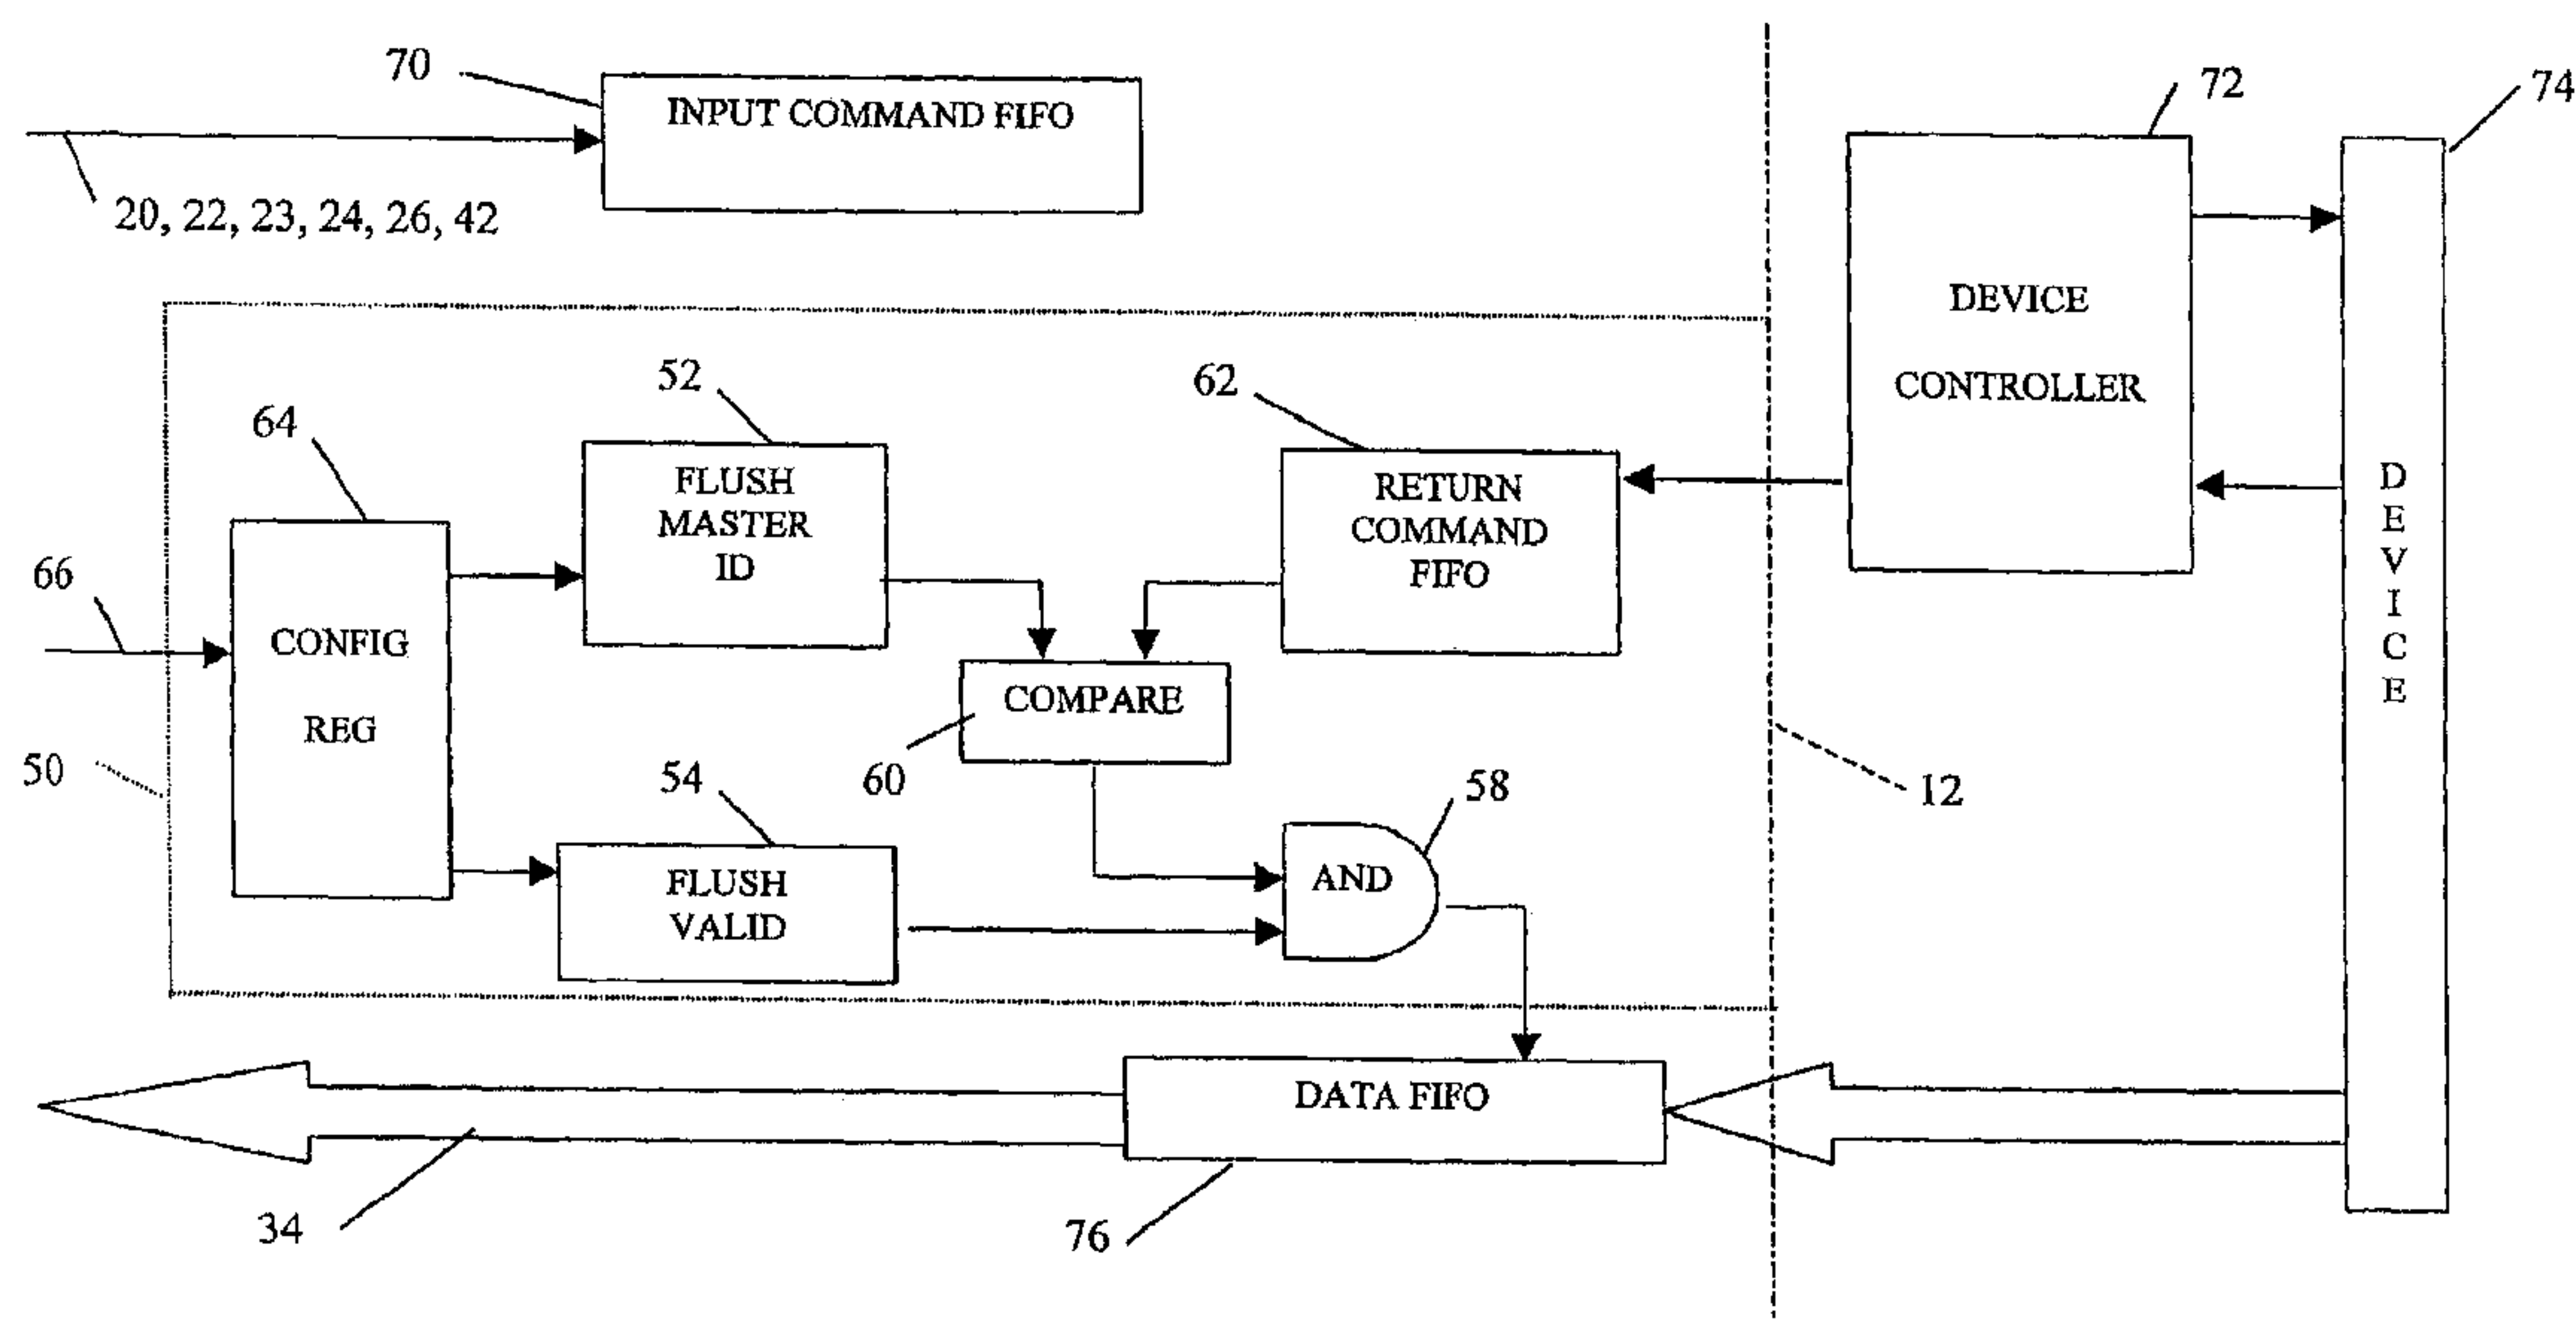 70
INPUT COMMAND FIFO
20, 22, 23, 24, 26, 42
72
74
DEVICE
CONTROLLER
DEVICE
52
62
64
FLUSH
MASTER
ID
RETURN
COMMAND
FIFO
66
CONFIG
REG
COMPARE
60
50
54
58
12
FLUSH
VALID
AND
DATA FIFO
34
76